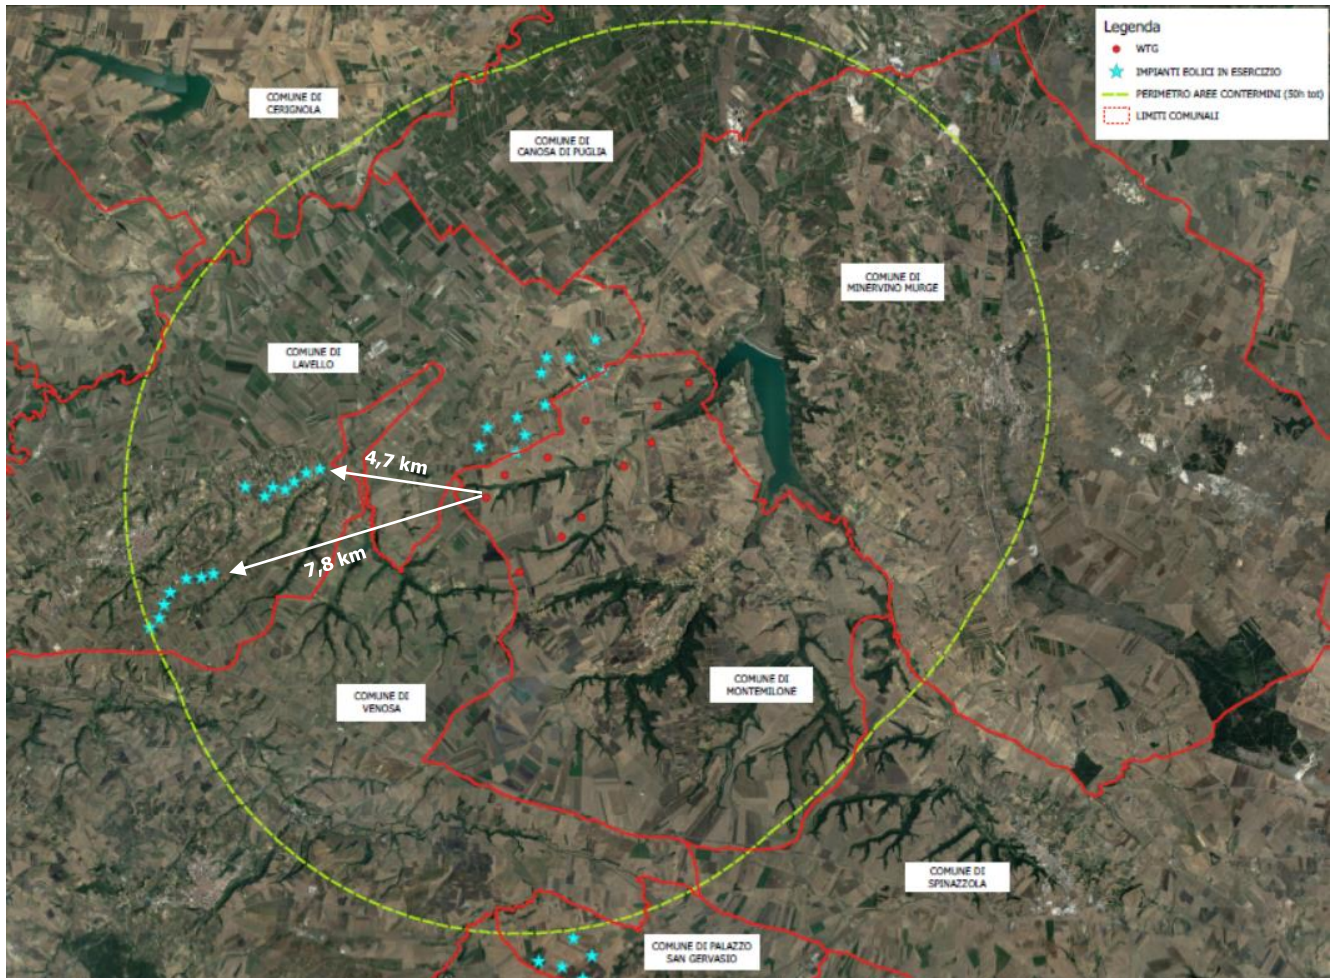 Legenda
WTG
IMPIANTI EOLICI IN ESERCIZIO
PERIMETRO AREE CONTERMINI (50h tot)
LIMITI COMUNALI
COMUNE DI
CERIGNOLA
COMUNE DI
CANOSA DI PUGLIA
COMUNE DI
MINERVINO MURGE
COMUNE DI
LAVELLO
4,7 km
7,8 km
COMUNE DI
MONTEMILONE
COMUNE DI
VENOSA
COMUNE DI
SPINAZZOLA
COMUNE DI PALAZZO
SAN GERVASIO